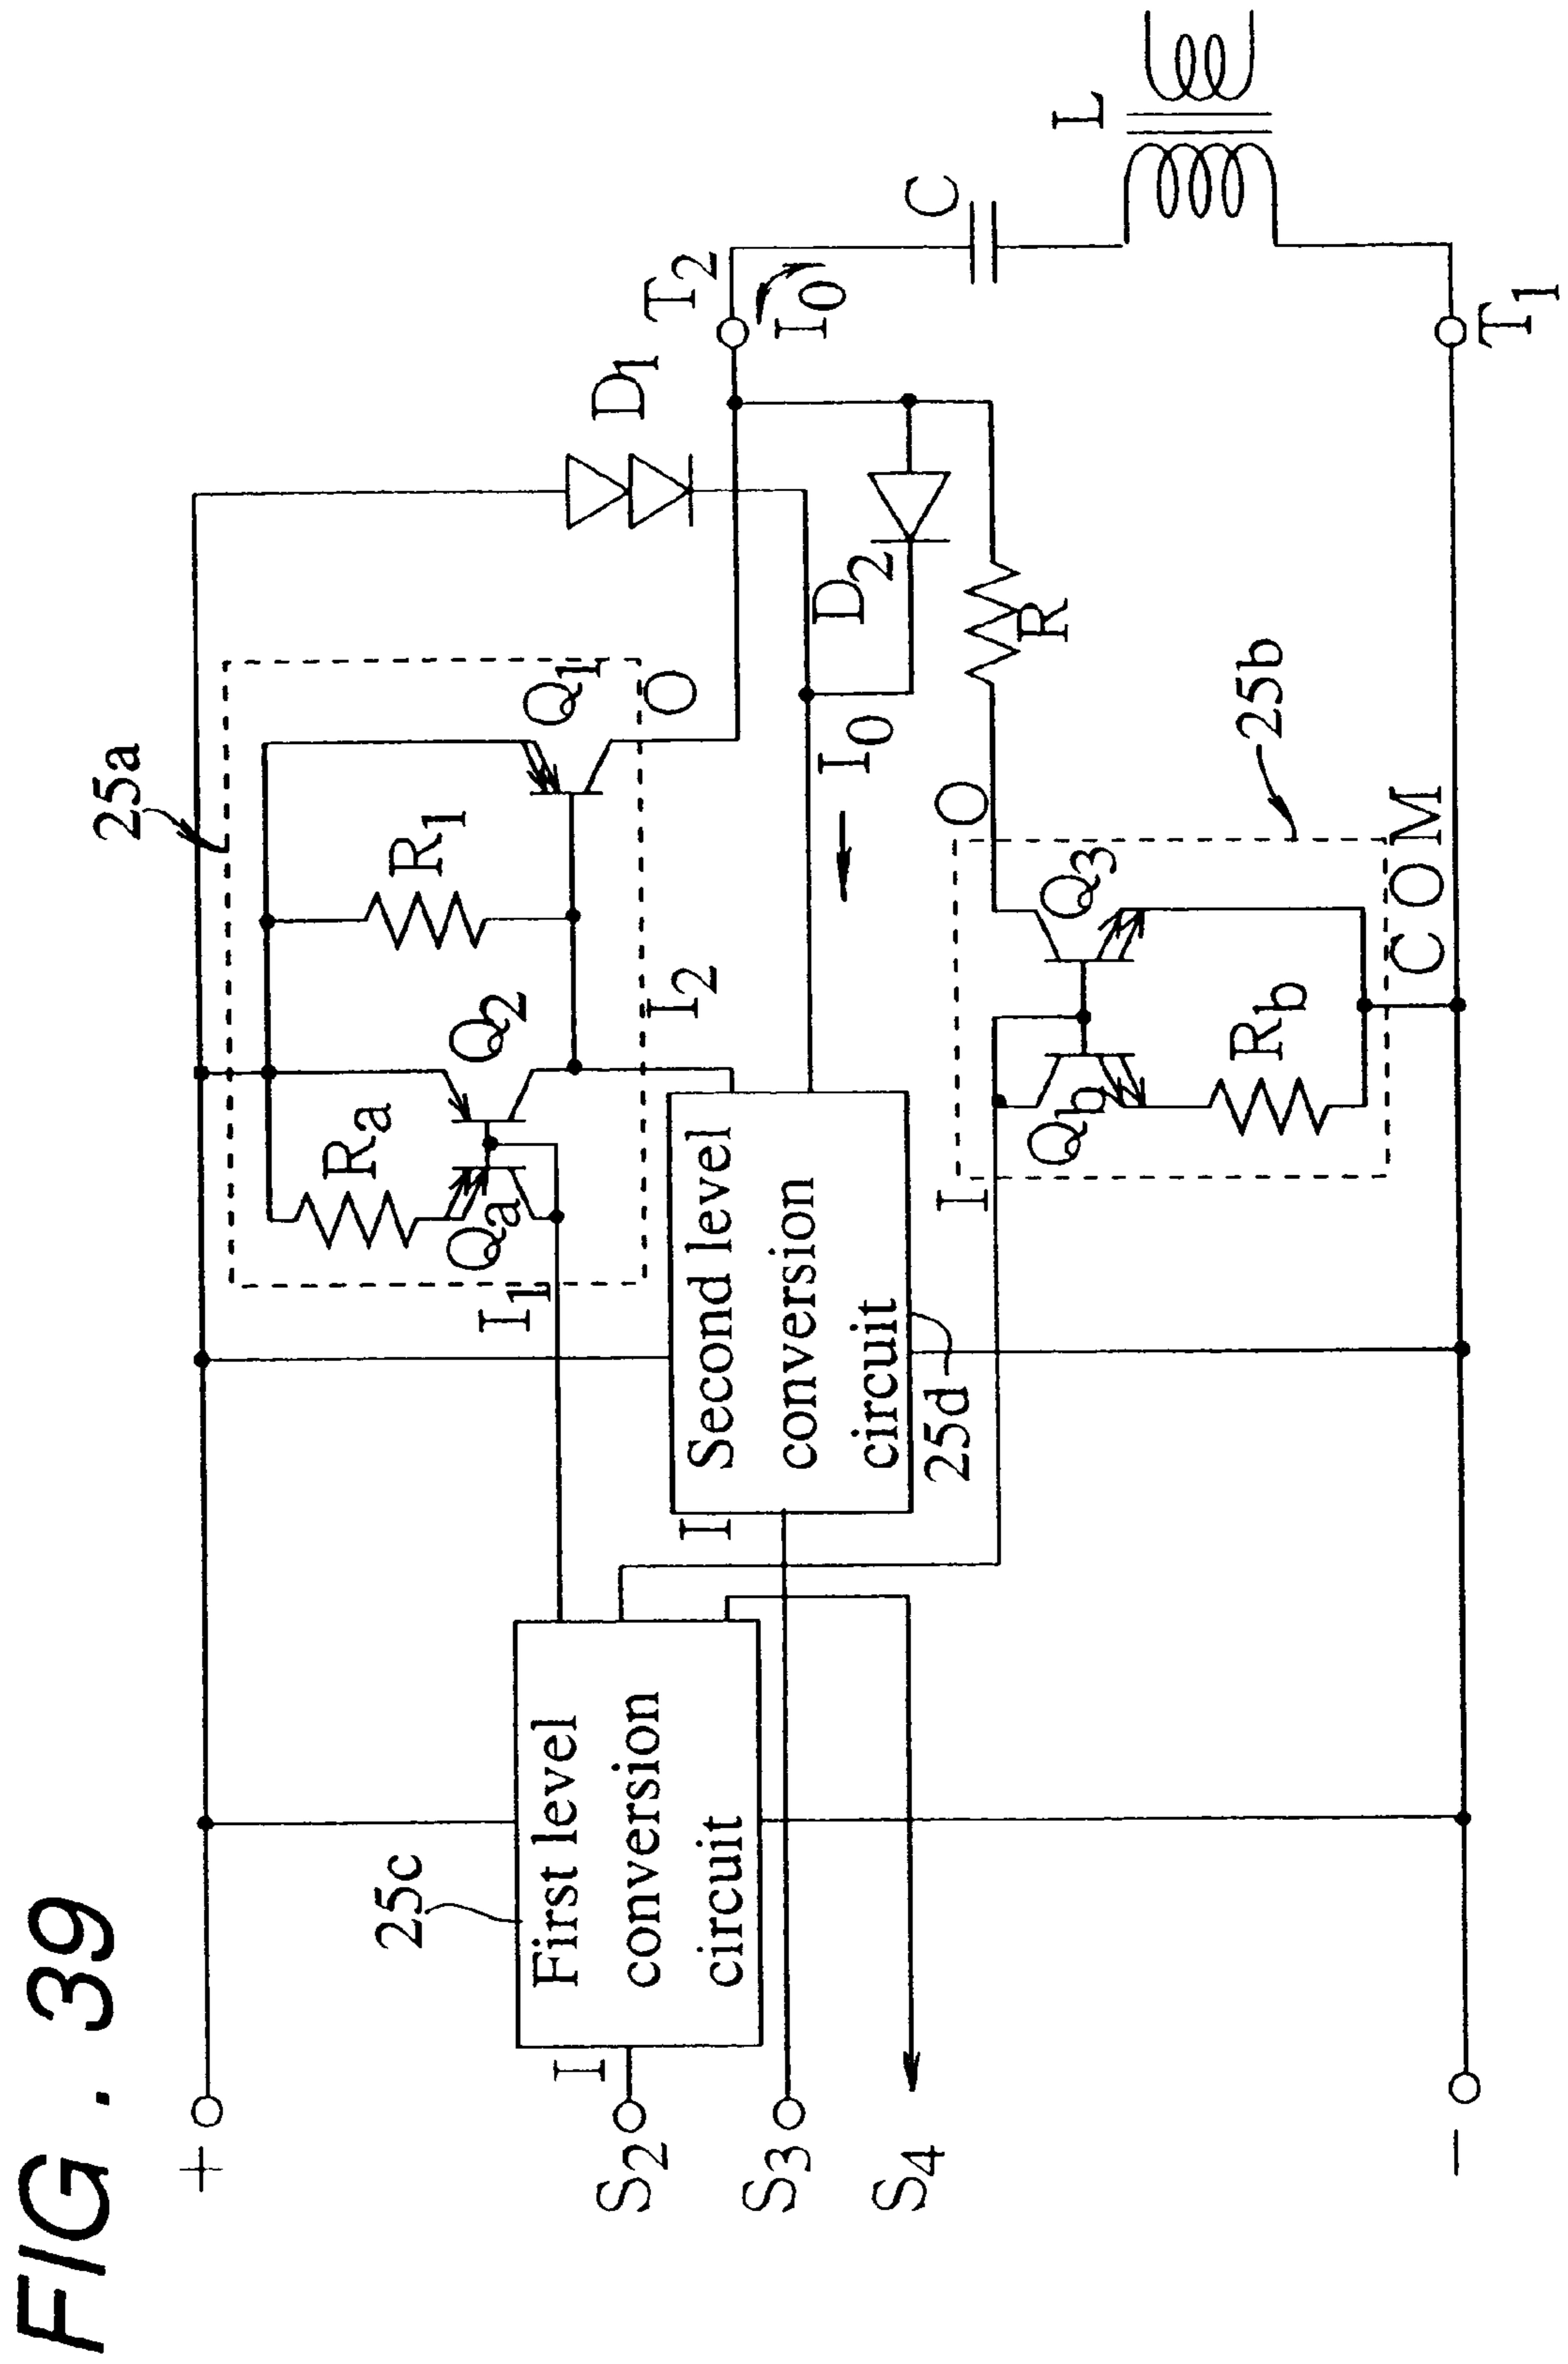 FIG. 39
+
25a
Ra
Qa
Q2
R1
Q1
O
I1
I2
D1
T2
I0
C
L
25c
First level
conversion
circuit
I
S2
S3
S4
I
Second level
conversion
circuit
25d
I0
D2
R
O
I
Qb
Q3
Rb
25b
COM
T1
−